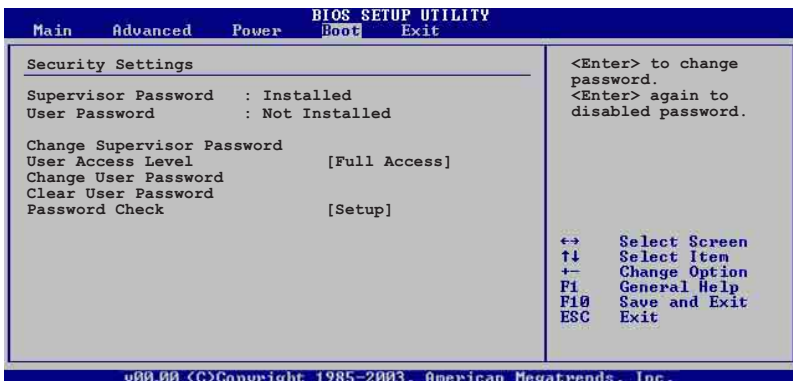 BIOS SETUP UTILITY
Main Advanced Power Boot Exit
Security Settings
Supervisor Password : Installed
User Password : Not Installed
Change Supervisor Password
User Access Level [Full Access]
Change User Password
Clear User Password
Password Check [Setup]
<Enter> to change
password.
<Enter> again to
disabled password.
←→ Select Screen
↑↓ Select Item
+- Change Option
F1 General Help
F10 Save and Exit
ESC Exit
v00.00 (C)Copyright 1985-2003, American Megatrends, Inc.